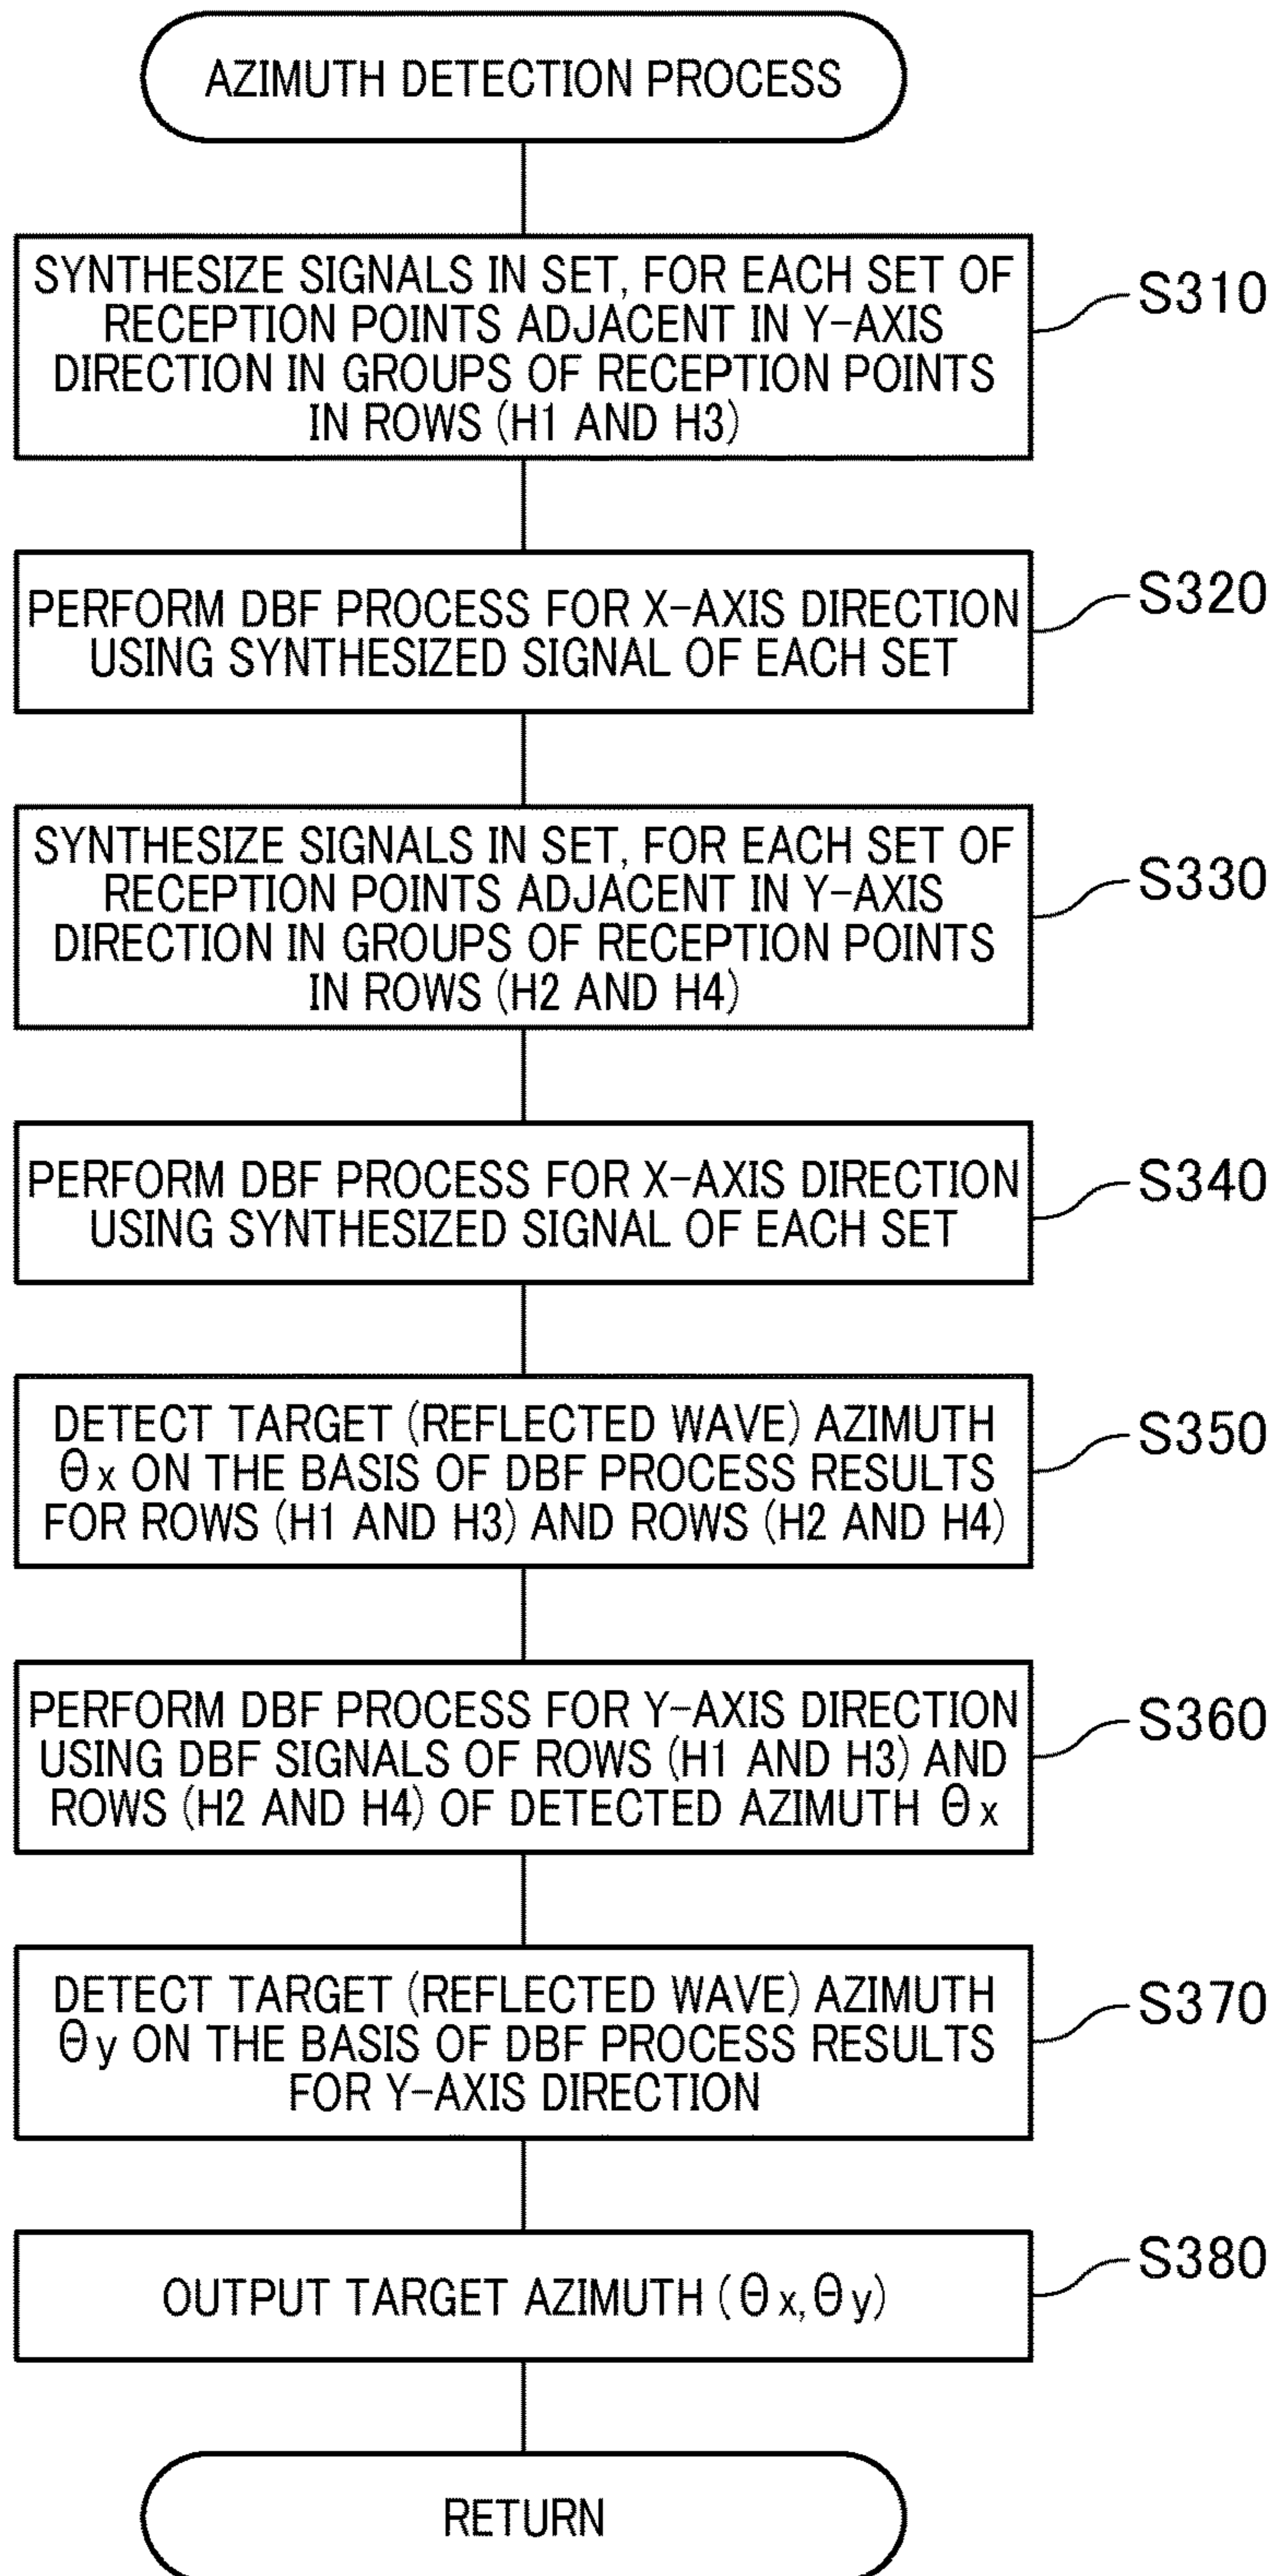 AZIMUTH DETECTION PROCESS
SYNTHESIZE SIGNALS IN SET, FOR EACH SET OF
RECEPTION POINTS ADJACENT IN Y-AXIS
DIRECTION IN GROUPS OF RECEPTION POINTS
IN ROWS (H1 AND H3)
S310
PERFORM DBF PROCESS FOR X-AXIS DIRECTION
USING SYNTHESIZED SIGNAL OF EACH SET
S320
SYNTHESIZE SIGNALS IN SET, FOR EACH SET OF
RECEPTION POINTS ADJACENT IN Y-AXIS
DIRECTION IN GROUPS OF RECEPTION POINTS
IN ROWS (H2 AND H4)
S330
PERFORM DBF PROCESS FOR X-AXIS DIRECTION
USING SYNTHESIZED SIGNAL OF EACH SET
S340
DETECT TARGET (REFLECTED WAVE) AZIMUTH
θx ON THE BASIS OF DBF PROCESS RESULTS
FOR ROWS (H1 AND H3) AND ROWS (H2 AND H4)
S350
PERFORM DBF PROCESS FOR Y-AXIS DIRECTION
USING DBF SIGNALS OF ROWS (H1 AND H3) AND
ROWS (H2 AND H4) OF DETECTED AZIMUTH θx
S360
DETECT TARGET (REFLECTED WAVE) AZIMUTH
θy ON THE BASIS OF DBF PROCESS RESULTS
FOR Y-AXIS DIRECTION
S370
OUTPUT TARGET AZIMUTH (θx,θy)
S380
RETURN